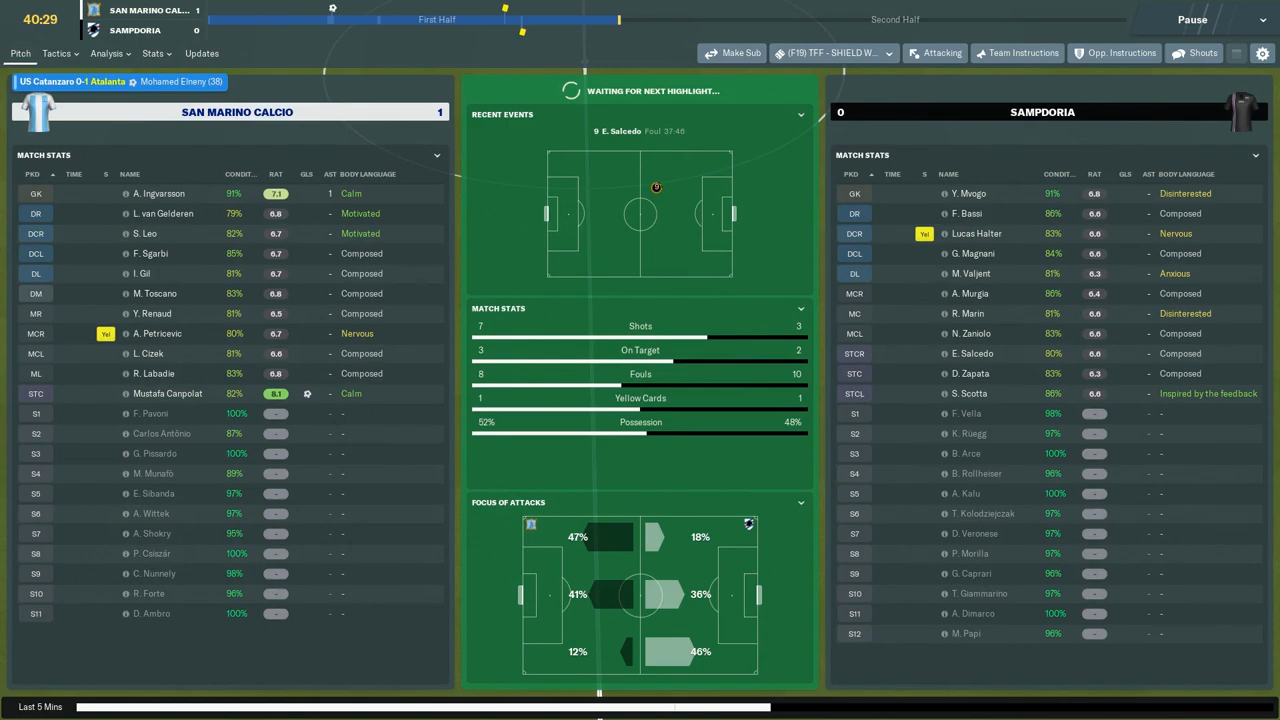 40:29
SAN MARINO CAL... 1
SAMPDORIA 0
First Half
Second Half
Pause
Pitch Tactics Analysis Stats Updates
Make Sub (F19) TFF - SHIELD W... Attacking Team Instructions Opp. Instructions Shouts
US Catanzaro 0-1 Atalanta Mohamed Elneny (38)
SAN MARINO CALCIO 1
MATCH STATS
PKD TIME S NAME CONDIT... RAT GLS AST BODY LANGUAGE
GK A. Ingvarsson 91% 7.1 1 Calm
DR L. van Gelderen 79% 6.8 - Motivated
DCR S. Leo 82% 6.7 - Motivated
DCL F. Sgarbi 85% 6.7 - Composed
DL I. Gil 81% 6.7 - Composed
DM M. Toscano 83% 6.8 - Composed
MR Y. Renaud 81% 6.5 - Composed
MCR Yel A. Petricevic 80% 6.7 - Nervous
MCL L. Cizek 81% 6.6 - Composed
ML R. Labadie 83% 6.8 - Composed
STC Mustafa Canpolat 82% 8.1 - Calm
S1 F. Pavoni 100% - - -
S2 Carlos Antônio 87% - - -
S3 G. Pissardo 100% - - -
S4 M. Munafò 89% - - -
S5 E. Sibanda 97% - - -
S6 A. Wittek 97% - - -
S7 A. Shokry 95% - - -
S8 P. Csiszár 100% - - -
S9 C. Nunnely 98% - - -
S10 R. Forte 96% - - -
S11 D. Ambro 100% - - -
WAITING FOR NEXT HIGHLIGHT...
RECENT EVENTS
9 E. Salcedo Foul 37:46
9
MATCH STATS
7 Shots 3
3 On Target 2
8 Fouls 10
1 Yellow Cards 1
52% Possession 48%
FOCUS OF ATTACKS
47% 18%
41% 36%
12% 46%
0 SAMPDORIA
MATCH STATS
PKD TIME S NAME CONDIT... RAT GLS AST BODY LANGUAGE
GK Y. Mvogo 91% 6.8 - Disinterested
DR F. Bassi 86% 6.6 - Composed
DCR Yel Lucas Halter 83% 6.6 - Nervous
DCL G. Magnani 84% 6.6 - Composed
DL M. Valjent 81% 6.3 - Anxious
MCR A. Murgia 86% 6.4 - Composed
MC R. Marin 81% 6.6 - Disinterested
MCL N. Zaniolo 83% 6.6 - Composed
STCR E. Salcedo 80% 6.6 - Composed
STC D. Zapata 83% 6.3 - Composed
STCL S. Scotta 86% 6.6 - Inspired by the feedback
S1 F. Vella 98% - - -
S2 K. Rüegg 97% - - -
S3 B. Arce 100% - - -
S4 B. Rollheiser 96% - - -
S5 A. Kalu 100% - - -
S6 T. Kolodziejczak 97% - - -
S7 D. Veronese 97% - - -
S8 P. Morilla 97% - - -
S9 G. Caprari 96% - - -
S10 T. Giammarino 97% - - -
S11 A. Dimarco 100% - - -
S12 M. Papi 96% - - -
Last 5 Mins